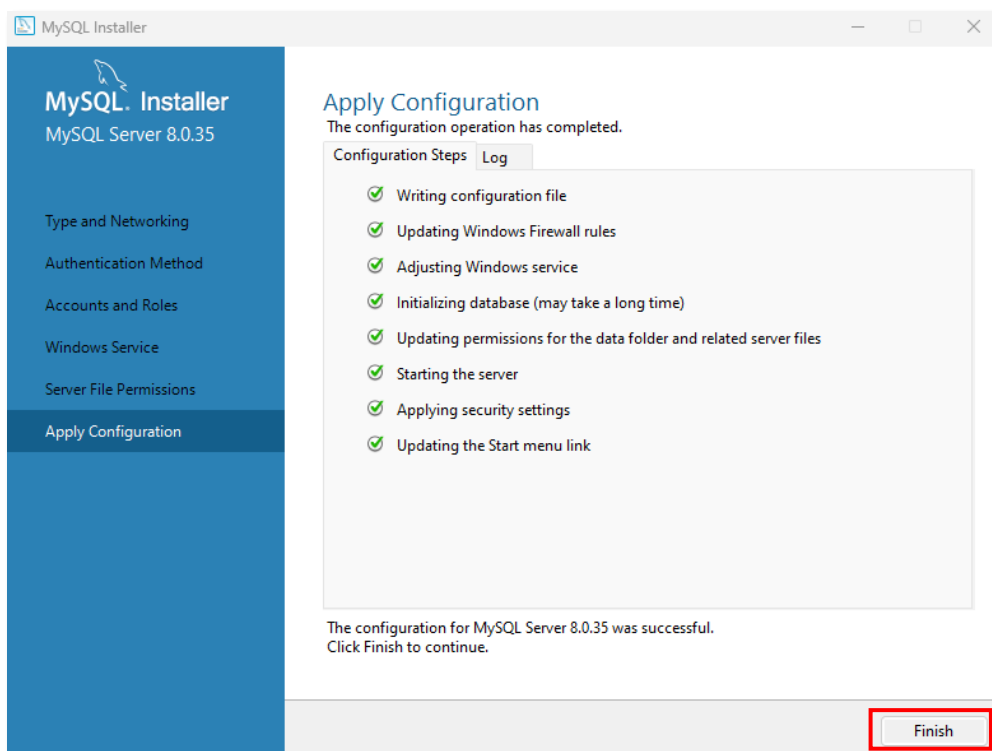 MySQL Installer
MySQL. Installer
MySQL Server 8.0.35
Type and Networking
Authentication Method
Accounts and Roles
Windows Service
Server File Permissions
Apply Configuration
Apply Configuration
The configuration operation has completed.
Configuration Steps Log
Writing configuration file
Updating Windows Firewall rules
Adjusting Windows service
Initializing database (may take a long time)
Updating permissions for the data folder and related server files
Starting the server
Applying security settings
Updating the Start menu link
The configuration for MySQL Server 8.0.35 was successful.
Click Finish to continue.
Finish